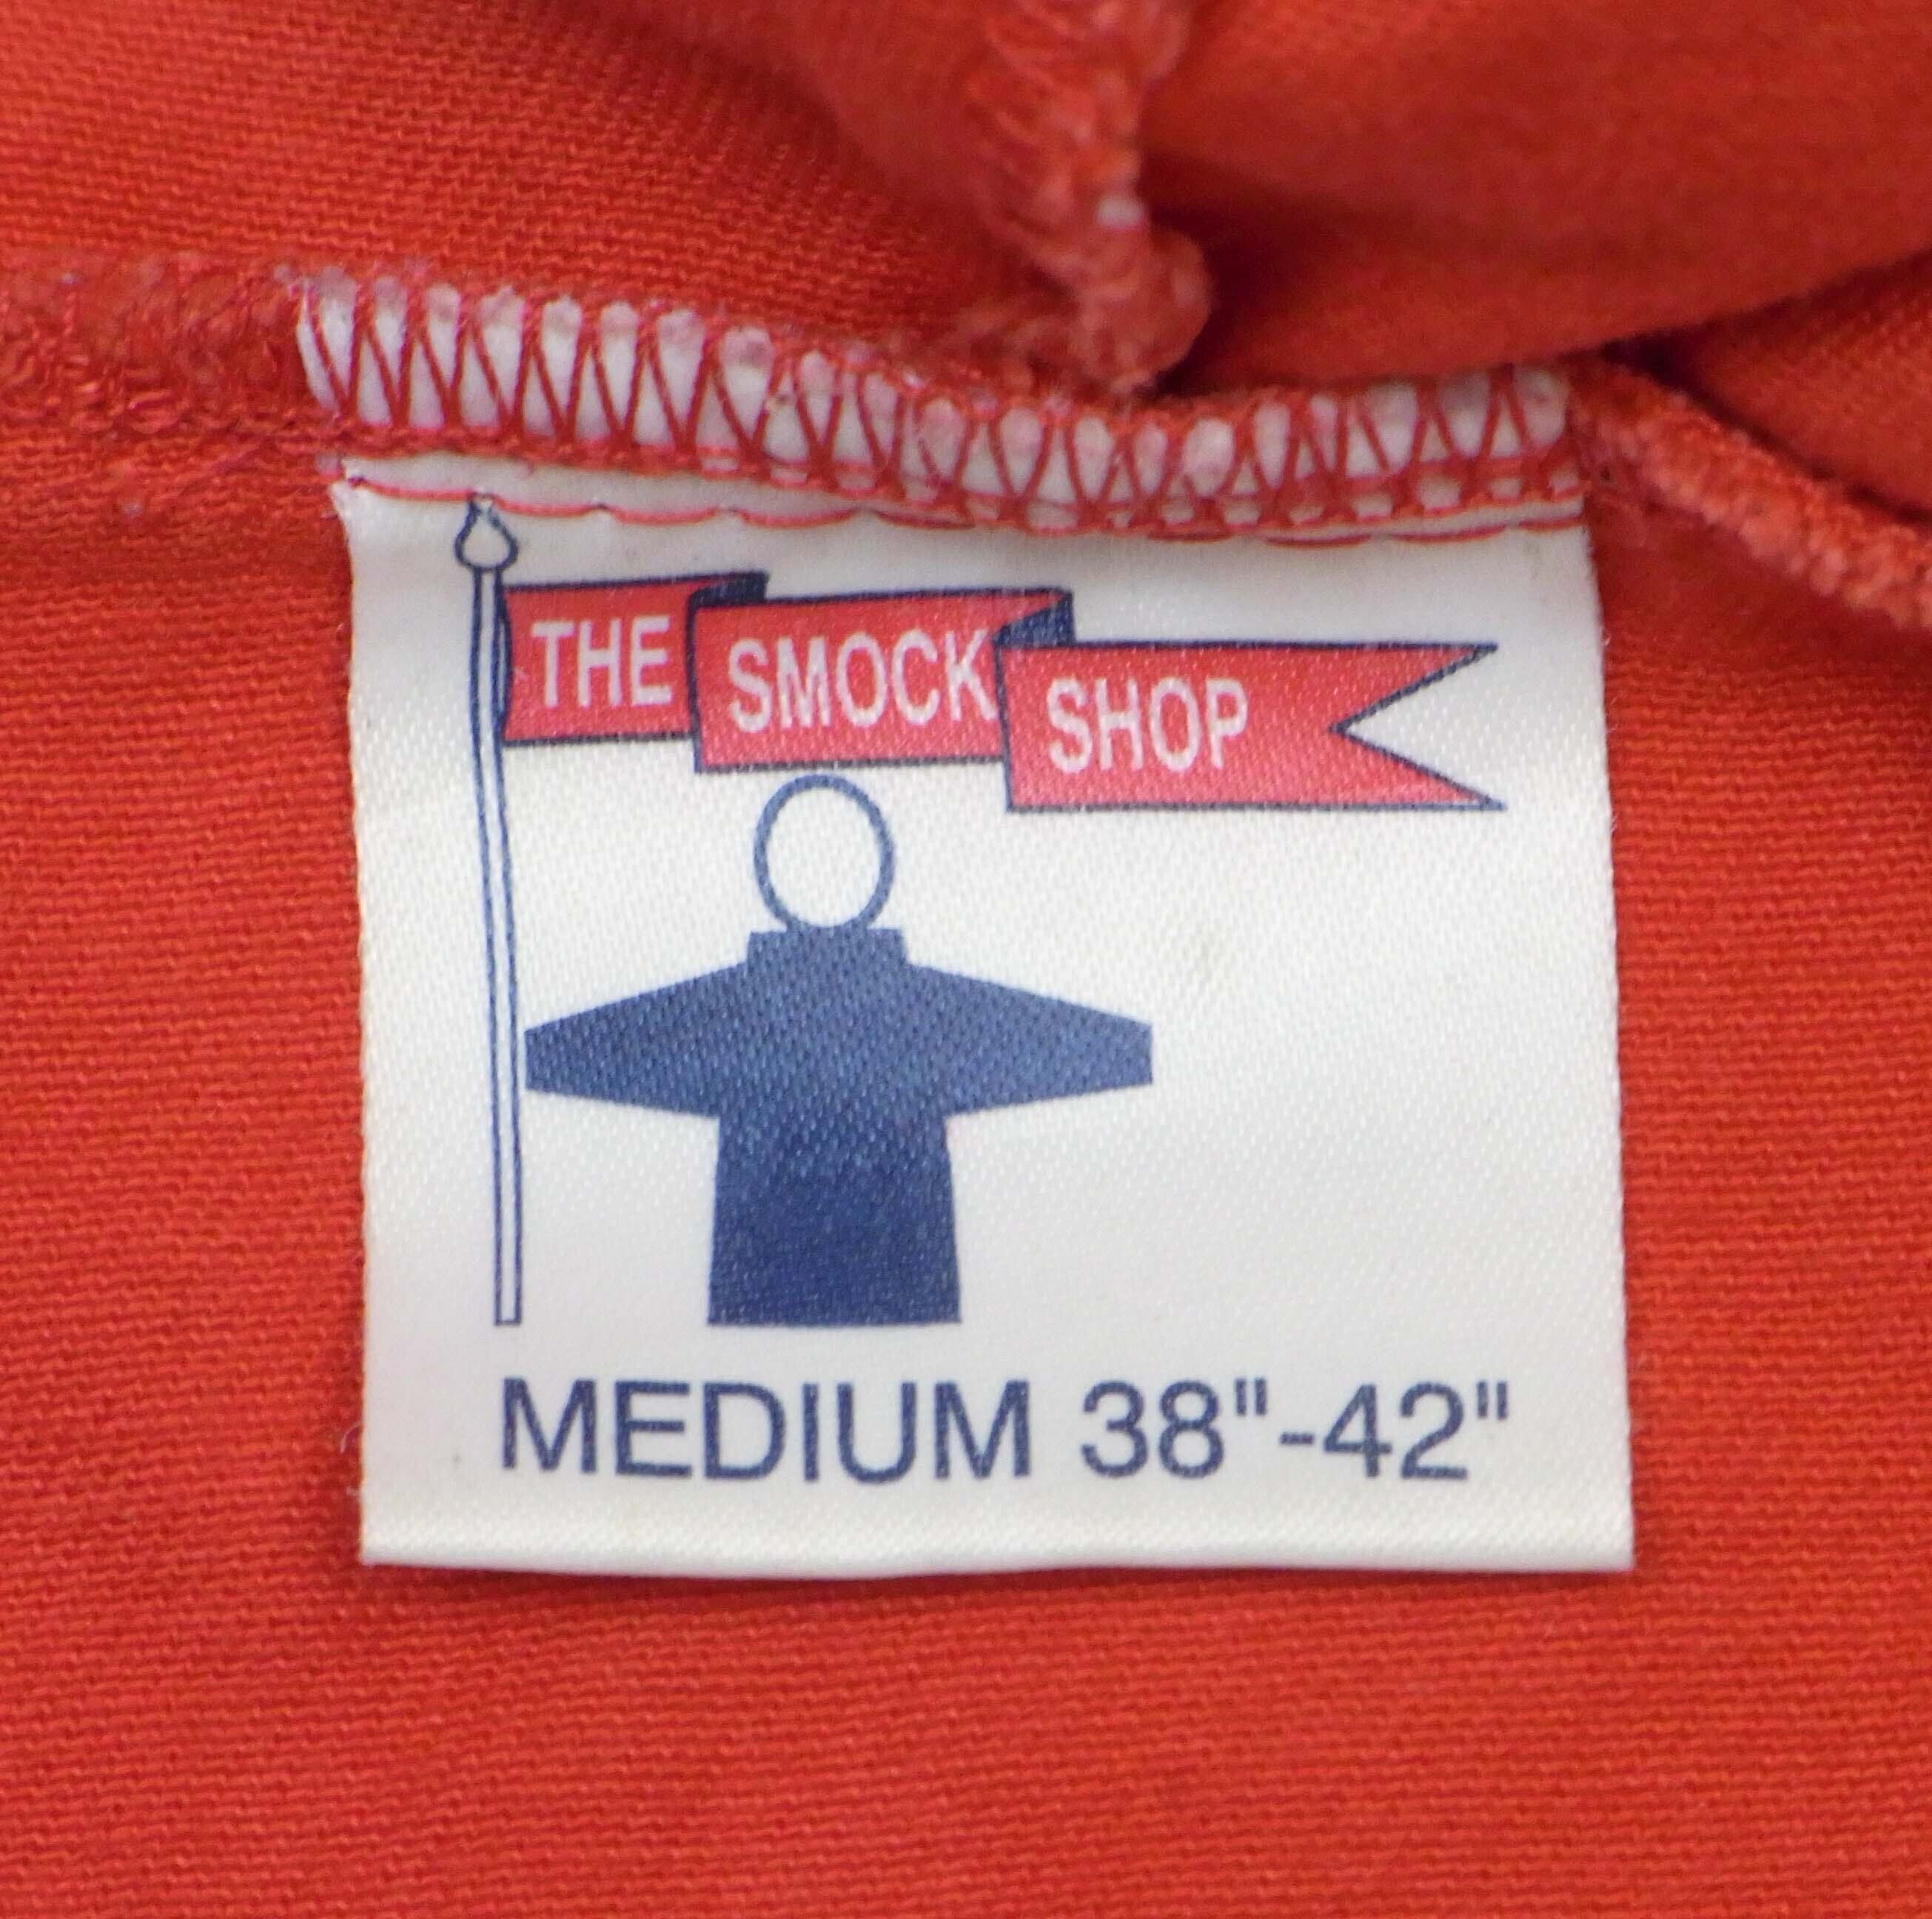 THE SMOCK SHOP
MEDIUM 38"-42"